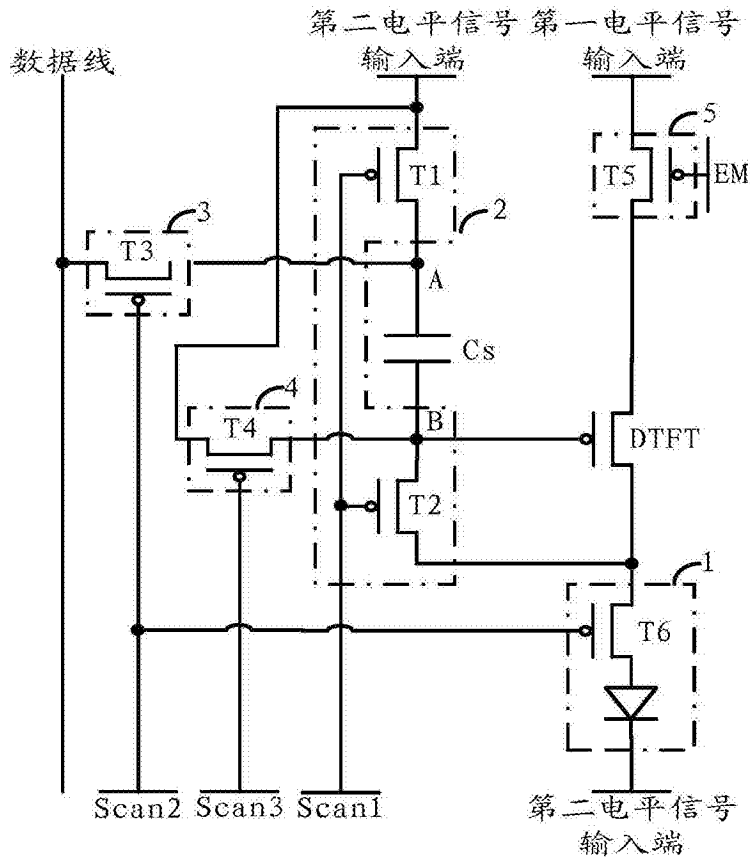 第二电平信号
输入端
第一电平信号
输入端
数据线
5
T1
T5
EM
3
2
T3
A
Cs
4
T4
B
DTFT
T2
1
T6
Scan2
Scan3
Scan1
第二电平信号
输入端